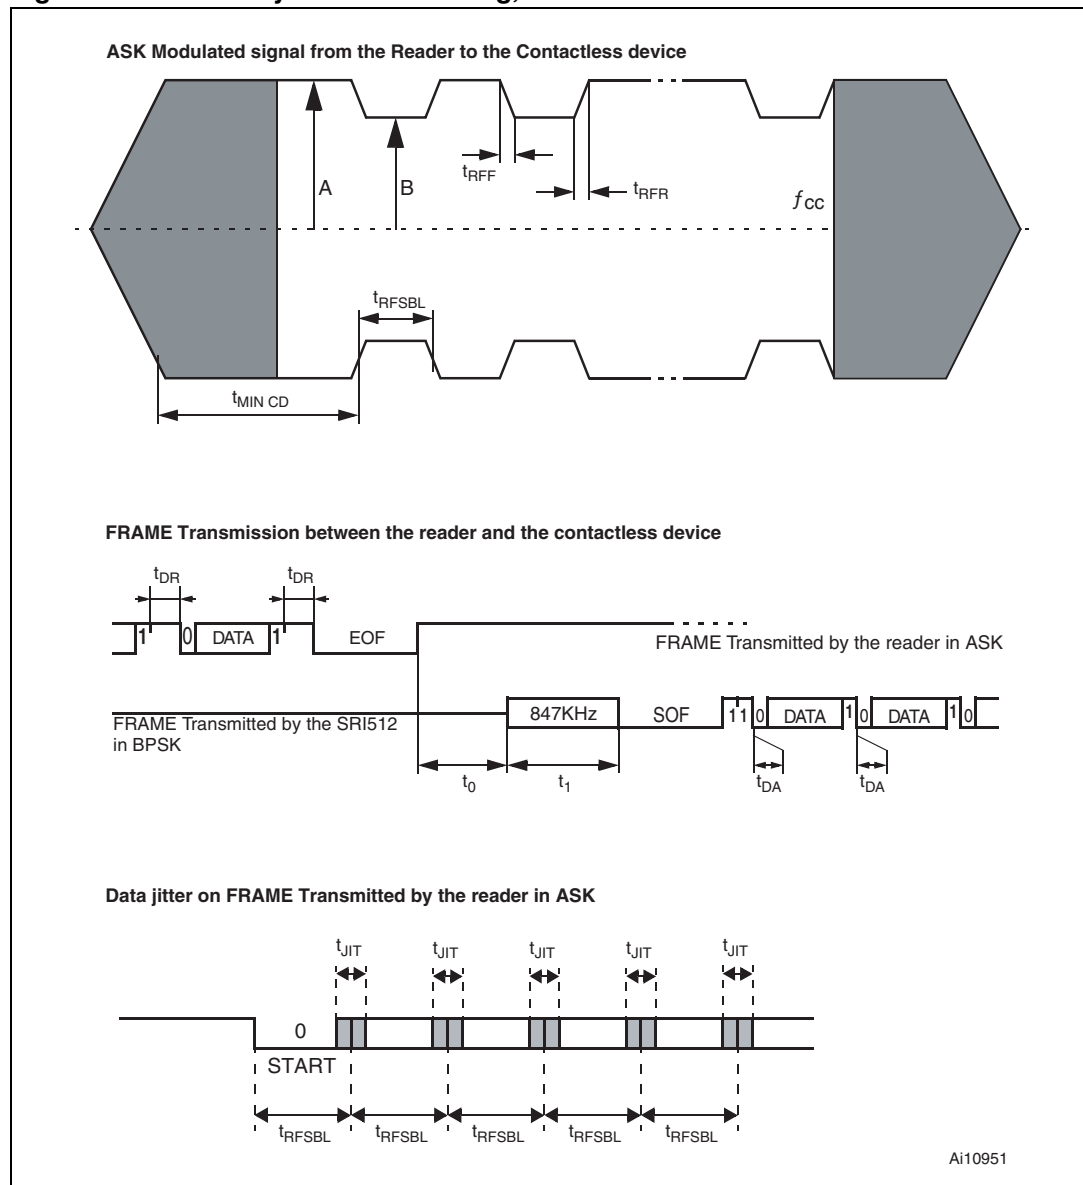 ASK Modulated signal from the Reader to the Contactless device
A
B
tRFF
tRFR
fcc
tRFSBL
tMIN CD
FRAME Transmission between the reader and the contactless device
tDR
tDR
1
0
DATA
1
EOF
FRAME Transmitted by the reader in ASK
847KHz
SOF
1 1 0
DATA
1 0
DATA
1 0
FRAME Transmitted by the SRI512
in BPSK
t0
t1
tDA
tDA
Data jitter on FRAME Transmitted by the reader in ASK
tJIT
tJIT
tJIT
tJIT
tJIT
0
START
tRFSBL
tRFSBL
tRFSBL
tRFSBL
tRFSBL
Ai10951